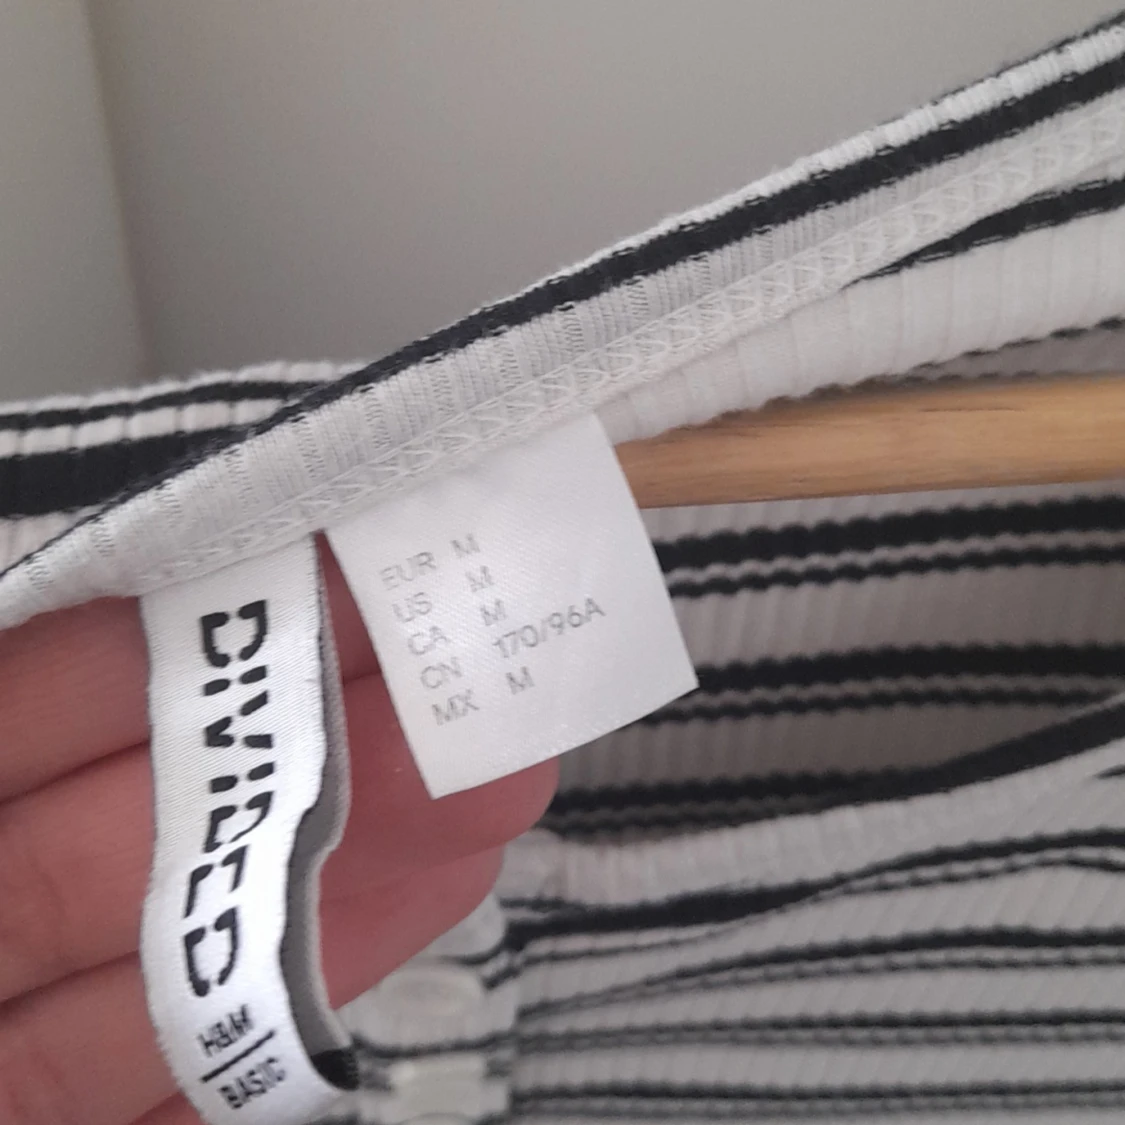 DIVIDED
H&M
BASIC
EUR M
US M
CA M
CN 170/96A
MX M